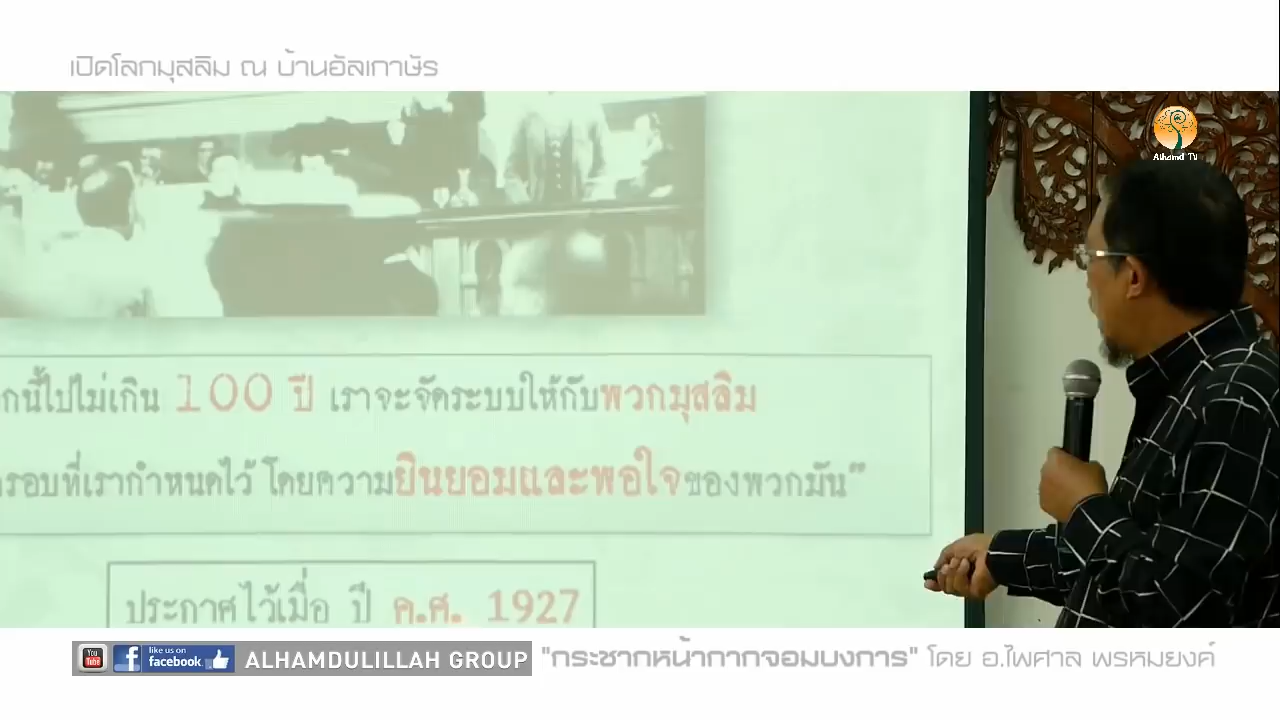 เปิดโลกมุสลิม ณ บ้านอัลเกาษัร
Alhamd TV
กนี้ไปไม่เกิน 100 ปี เราจะจัดระบบให้กับพวกมุสลิม
รอบที่เรากำหนดไว้ โดยความยินยอมและพอใจของพวกมัน”
ประกาศไว้เมื่อ ปี ค.ศ. 1927
You Tube
like us on
facebook
ALHAMDULILLAH GROUP
"กระชากหน้ากากจอมบงการ" โดย อ.ไพศาล พรหมยงค์